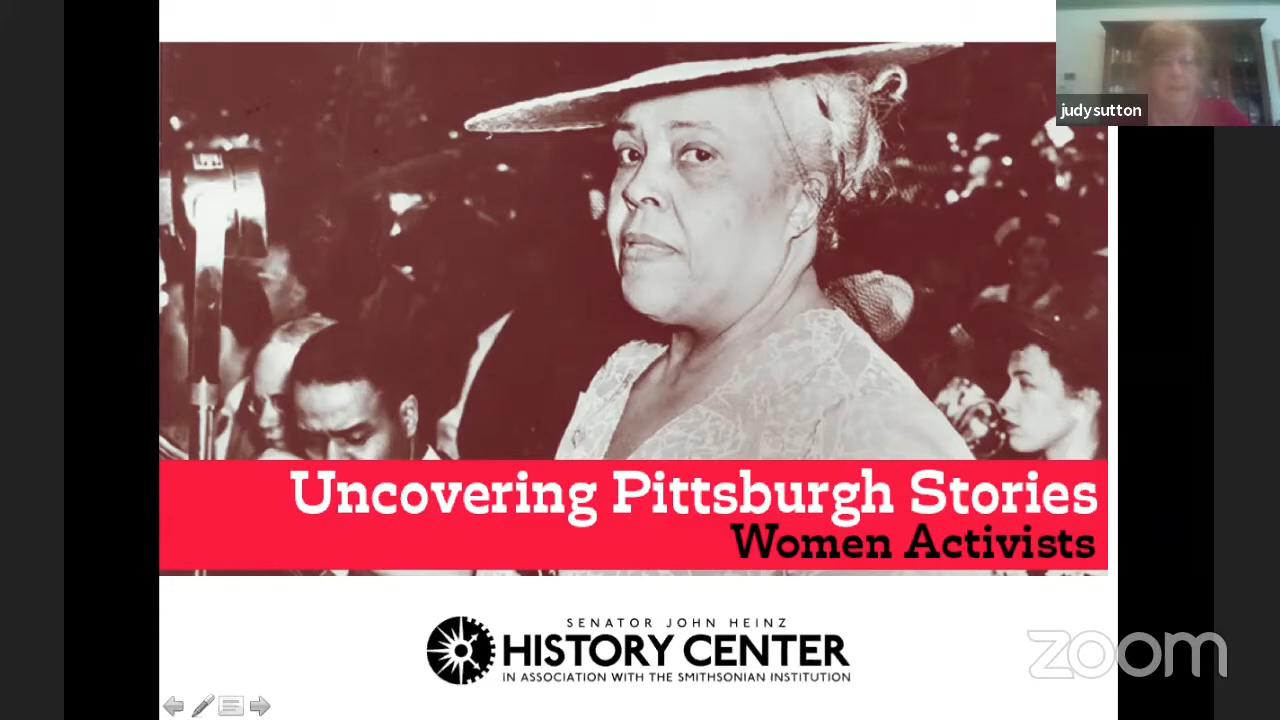 judysutton
Uncovering Pittsburgh Stories
Women Activists
SENATOR JOHN HEINZ
HISTORY CENTER
IN ASSOCIATION WITH THE SMITHSONIAN INSTITUTION
zoom